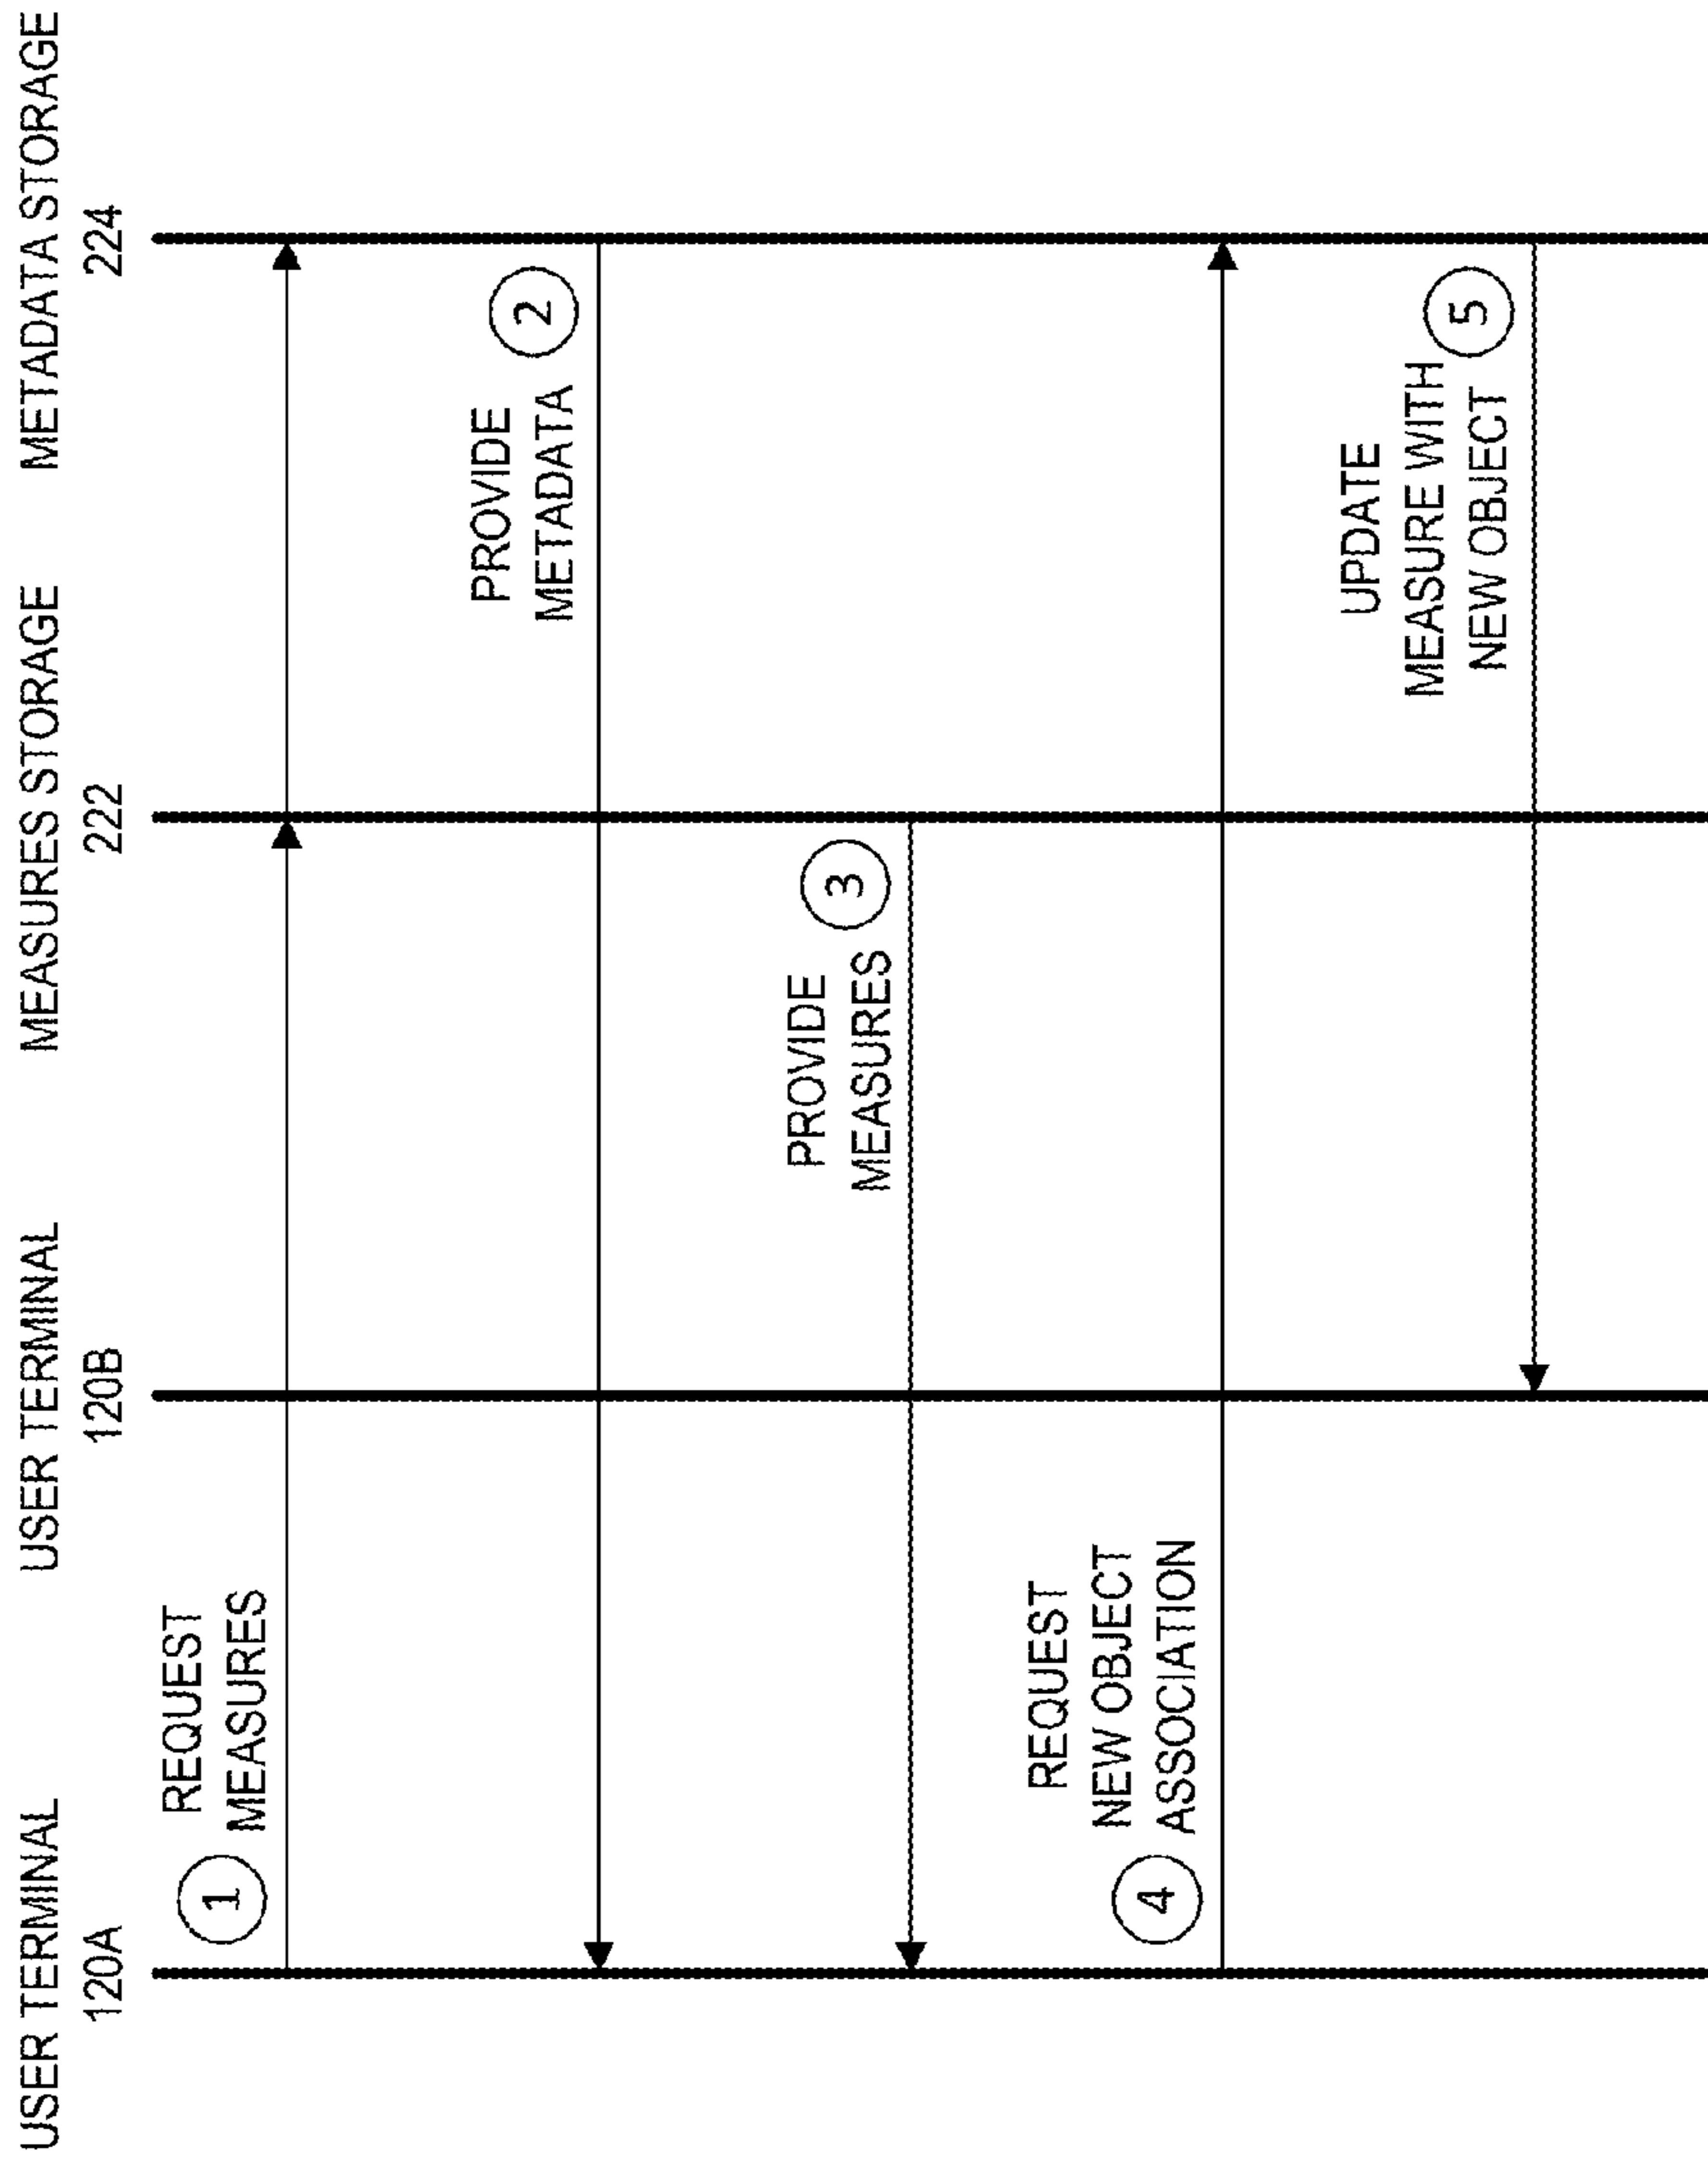 USER TERMINAL
120A
USER TERMINAL
120B
MEASURES STORAGE
222
METADATA STORAGE
224
1
REQUEST
MEASURES
PROVIDE
METADATA
2
PROVIDE
MEASURES
3
4
REQUEST
NEW OBJECT
ASSOCIATION
UPDATE
MEASURE WITH
NEW OBJECT
5